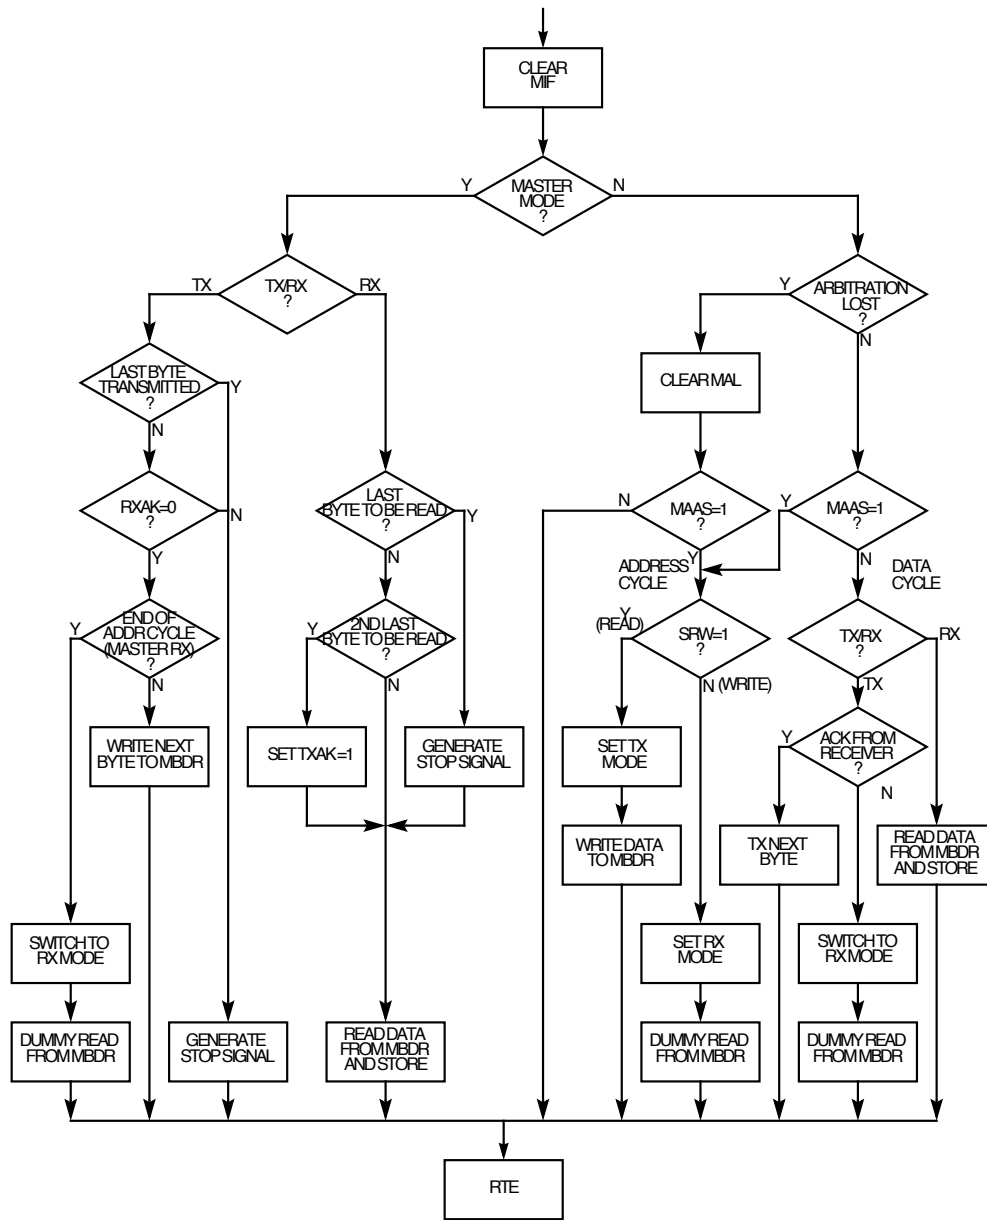 CLEAR
MIF
MASTER
MODE
?
Y
N
TX/RX
?
TX
RX
ARBITRATION
LOST
?
Y
N
LAST BYTE
TRANSMITTED
?
Y
N
CLEAR MAL
RXAK=0
?
N
Y
LAST
BYTE TO BE READ
?
Y
N
MAAS=1
?
N
Y
MAAS=1
?
Y
N
ADDRESS
CYCLE
DATA
CYCLE
END OF
ADDR CYCLE
(MASTER RX)
?
Y
N
2ND LAST
BYTE TO BE READ
?
Y
N
SRW=1
?
Y
(READ)
N (WRITE)
TX/RX
?
RX
TX
WRITE NEXT
BYTE TO MBDR
SET TXAK =1
GENERATE
STOP SIGNAL
SET TX
MODE
ACK FROM
RECEIVER
?
Y
N
WRITE DATA
TO MBDR
TX NEXT
BYTE
READ DATA
FROM MBDR
AND STORE
SWITCH TO
RX MODE
SET RX
MODE
SWITCH TO
RX MODE
DUMMY READ
FROM MBDR
GENERATE
STOP SIGNAL
READ DATA
FROM MBDR
AND STORE
DUMMY READ
FROM MBDR
DUMMY READ
FROM MBDR
RTE